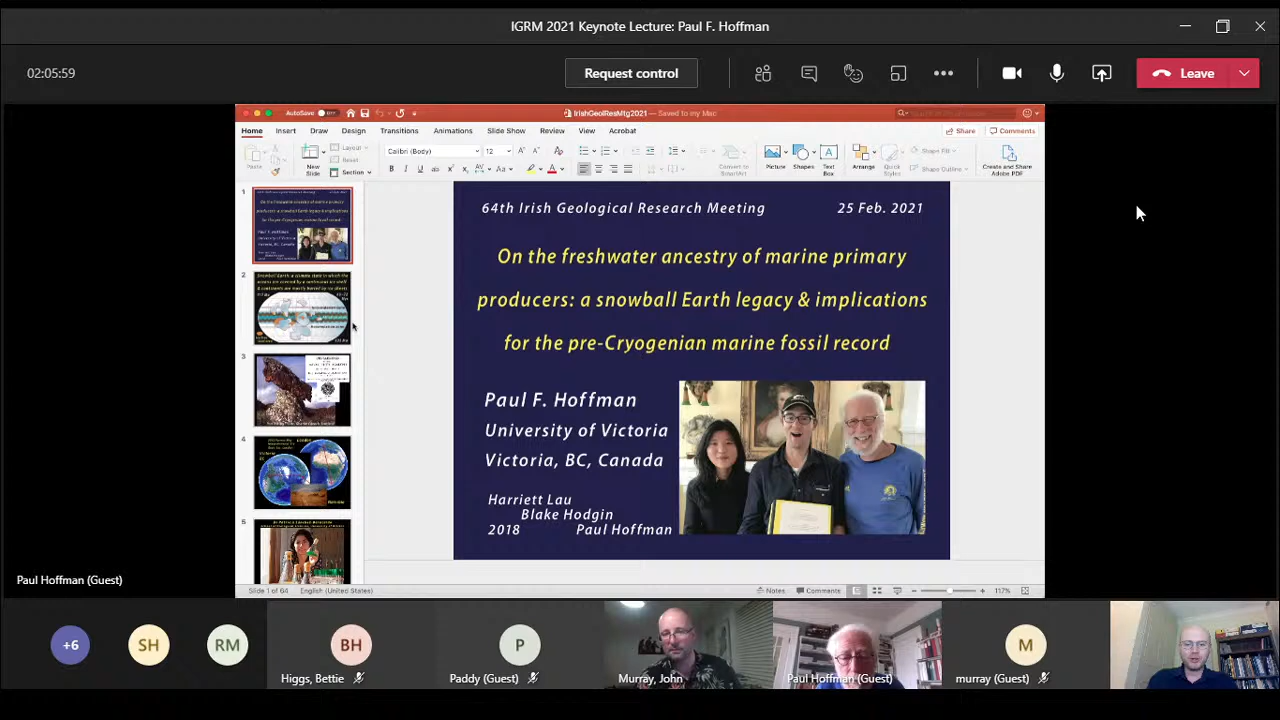 IGRM 2021 Keynote Lecture: Paul F. Hoffman
02:05:59
Request control
Leave
AutoSave OFF
IrishGeolResMtg2021 — Saved to my Mac
Home Insert Draw Design Transitions Animations Slide Show Review View Acrobat
Share Comments
Paste
New Slide
Layout
Reset
Section
Calibri (Body) 12
Convert to SmartArt
Picture
Shapes
Text Box
Arrange
Quick Styles
Shape Fill
Shape Outline
Create and Share Adobe PDF
1
2
3
4
5
64th Irish Geological Research Meeting 25 Feb. 2021
On the freshwater ancestry of marine primary
producers: a snowball Earth legacy & implications
for the pre-Cryogenian marine fossil record
Paul F. Hoffman
University of Victoria
Victoria, BC, Canada
Harriett Lau
Blake Hodgin
2018 Paul Hoffman
Paul Hoffman (Guest)
Slide 1 of 64 English (United States)
Notes Comments 117%
+6
SH
RM
BH
P
M
Higgs, Bettie
Paddy (Guest)
Murray, John
Paul Hoffman (Guest)
murray (Guest)